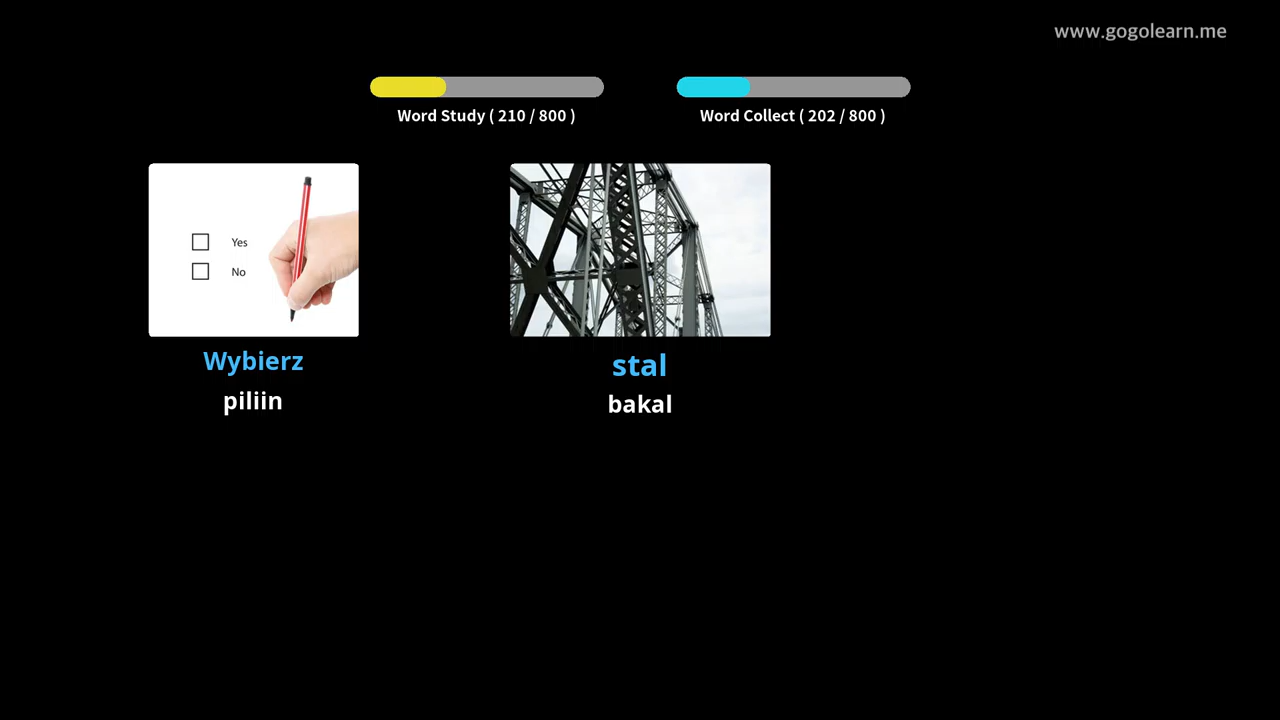 www.gogolearn.me
Word Study ( 210 / 800 )
Word Collect ( 202 / 800 )
Yes
No
Wybierz
piliin
stal
bakal